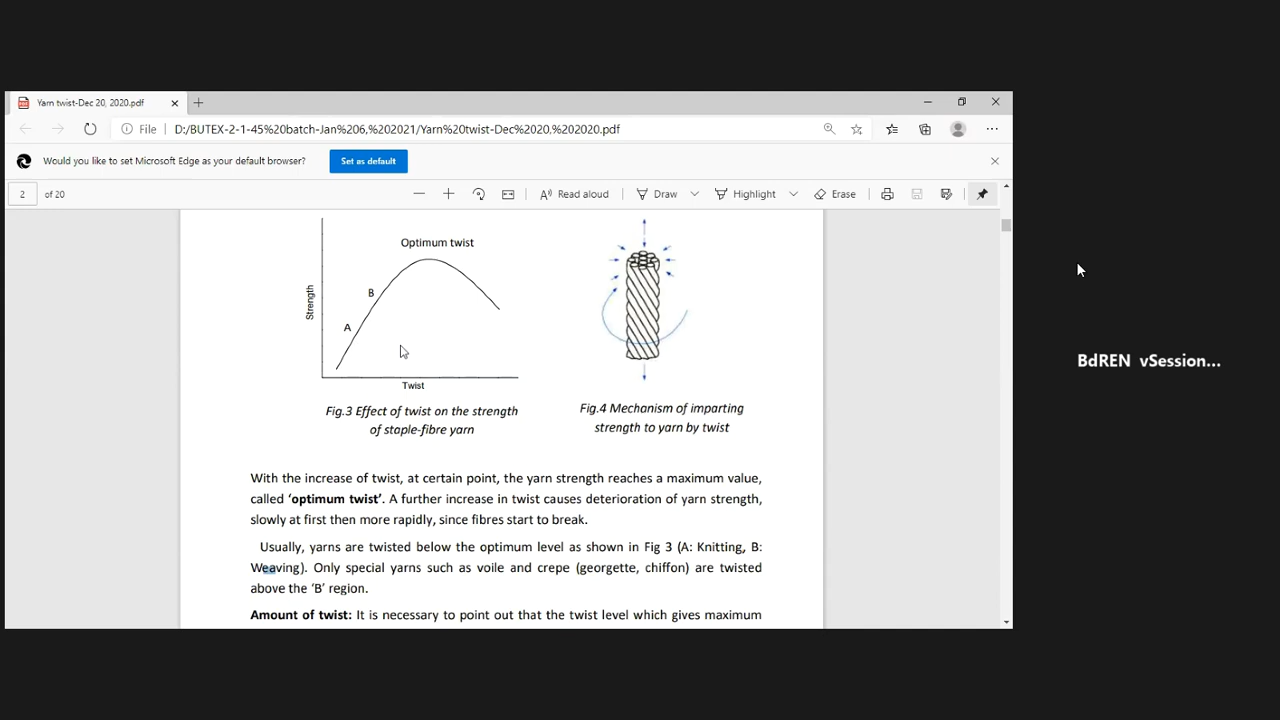 Yarn twist-Dec 20, 2020.pdf
File D:/BUTEX-2-1-45%20batch-Jan%206,%202021/Yarn%20twist-Dec%2020,%202020.pdf
Would you like to set Microsoft Edge as your default browser? Set as default
2 of 20 Read aloud Draw Highlight Erase
Optimum twist
B
Strength
A
Twist
Fig.3 Effect of twist on the strength
of staple-fibre yarn
Fig.4 Mechanism of imparting
strength to yarn by twist
BdREN vSession...
With the increase of twist, at certain point, the yarn strength reaches a maximum value,
called ‘optimum twist’. A further increase in twist causes deterioration of yarn strength,
slowly at first then more rapidly, since fibres start to break.
Usually, yarns are twisted below the optimum level as shown in Fig 3 (A: Knitting, B:
Weaving). Only special yarns such as voile and crepe (georgette, chiffon) are twisted
above the ‘B’ region.
Amount of twist: It is necessary to point out that the twist level which gives maximum